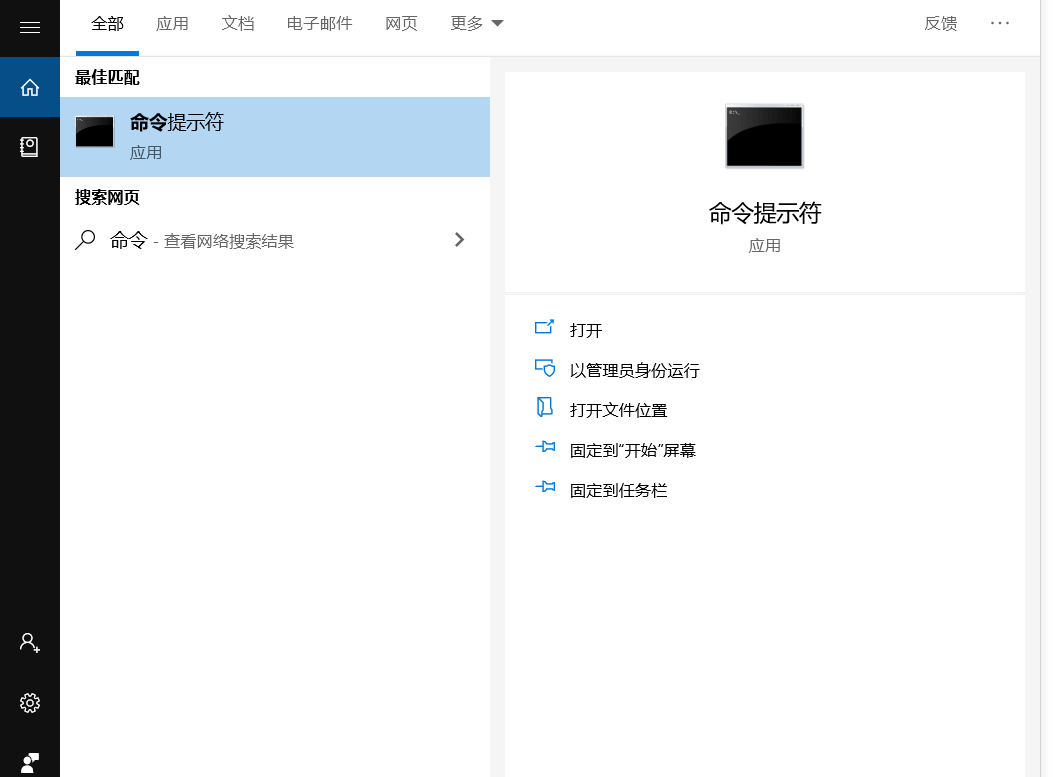 全部 应用 文档 电子邮件 网页 更多 反馈 ···
最佳匹配
命令提示符
应用
搜索网页
命令 - 查看网络搜索结果
命令提示符
应用
打开
以管理员身份运行
打开文件位置
固定到“开始”屏幕
固定到任务栏